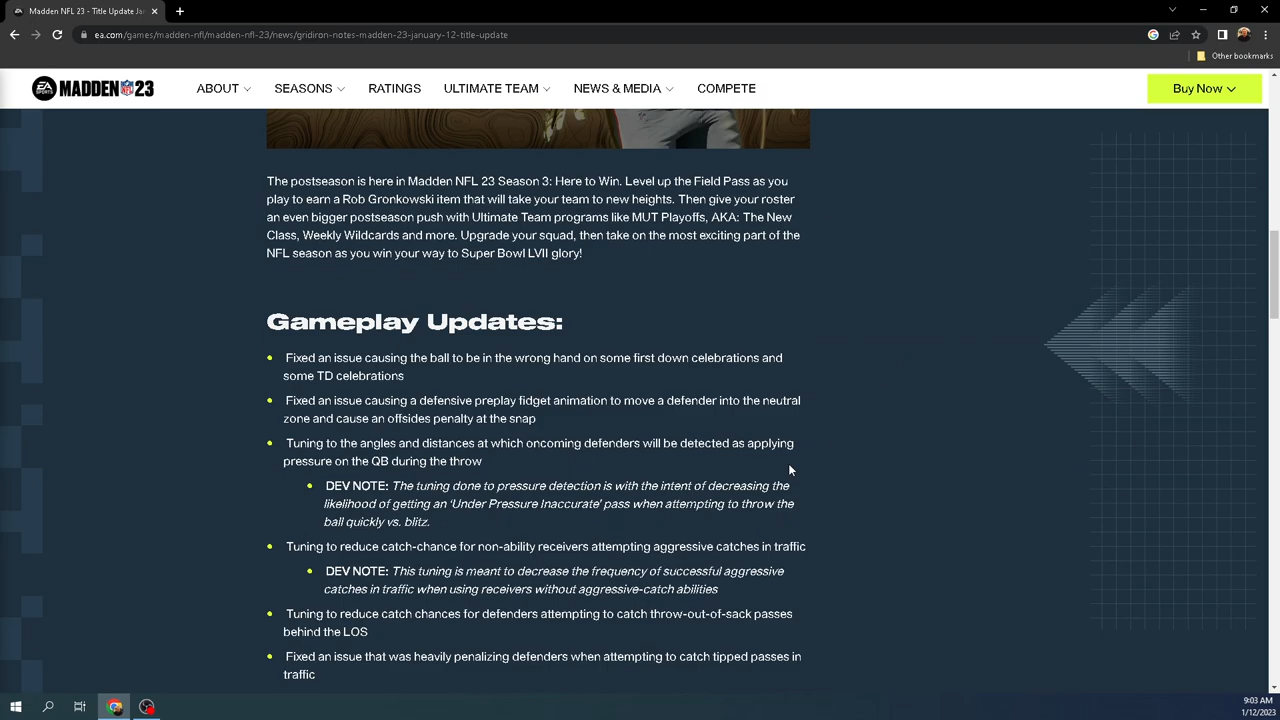 Madden NFL 23 - Title Update Ja
ea.com/games/madden-nfl/madden-nfl-23/news/gridiron-notes-madden-23-january-12-title-update
Other bookmarks
EA SPORTS MADDEN NFL 23 ABOUT SEASONS RATINGS ULTIMATE TEAM NEWS & MEDIA COMPETE Buy Now
The postseason is here in Madden NFL 23 Season 3: Here to Win. Level up the Field Pass as you
play to earn a Rob Gronkowski item that will take your team to new heights. Then give your roster
an even bigger postseason push with Ultimate Team programs like MUT Playoffs, AKA: The New
Class, Weekly Wildcards and more. Upgrade your squad, then take on the most exciting part of the
NFL season as you win your way to Super Bowl LVII glory!
Gameplay Updates:
• Fixed an issue causing the ball to be in the wrong hand on some first down celebrations and
some TD celebrations
• Fixed an issue causing a defensive preplay fidget animation to move a defender into the neutral
zone and cause an offsides penalty at the snap
• Tuning to the angles and distances at which oncoming defenders will be detected as applying
pressure on the QB during the throw
• DEV NOTE: The tuning done to pressure detection is with the intent of decreasing the
likelihood of getting an ‘Under Pressure Inaccurate’ pass when attempting to throw the
ball quickly vs. blitz.
• Tuning to reduce catch-chance for non-ability receivers attempting aggressive catches in traffic
• DEV NOTE: This tuning is meant to decrease the frequency of successful aggressive
catches in traffic when using receivers without aggressive-catch abilities
• Tuning to reduce catch chances for defenders attempting to catch throw-out-of-sack passes
behind the LOS
• Fixed an issue that was heavily penalizing defenders when attempting to catch tipped passes in
traffic
9:03 AM
1/12/2023